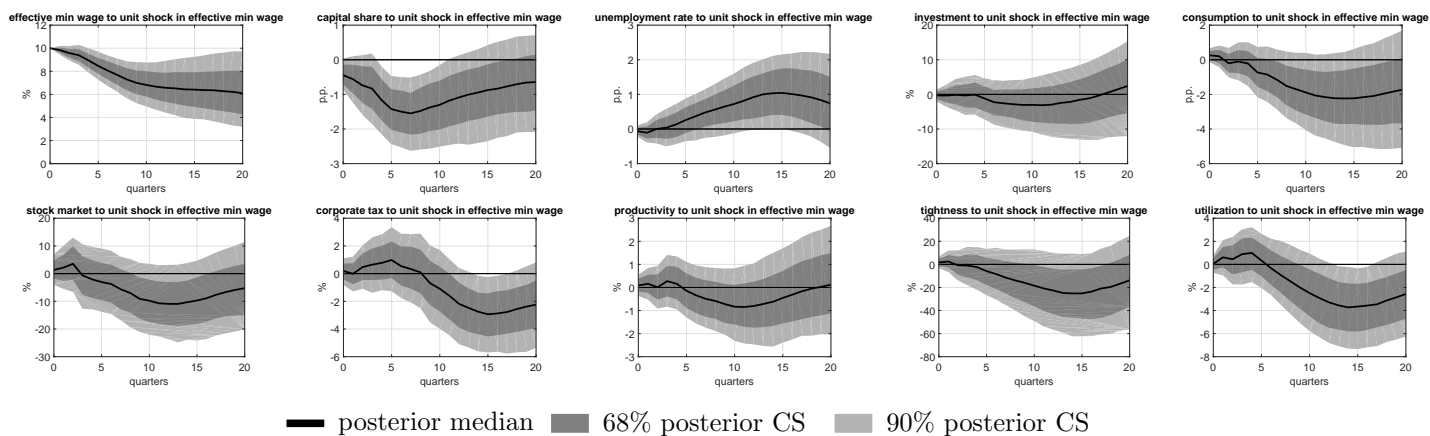 effective min wage to unit shock in effective min wage
12
10
8
6
4
2
0
%
0 5 10 15 20
quarters
capital share to unit shock in effective min wage
1
0
-1
-2
-3
p.p.
0 5 10 15 20
quarters
unemployment rate to unit shock in effective min wage
3
2
1
0
-1
p.p.
0 5 10 15 20
quarters
investment to unit shock in effective min wage
20
10
0
-10
-20
%
0 5 10 15 20
quarters
consumption to unit shock in effective min wage
2
0
-2
-4
-6
p.p.
0 5 10 15 20
quarters
stock market to unit shock in effective min wage
20
10
0
-10
-20
-30
%
0 5 10 15 20
quarters
corporate tax to unit shock in effective min wage
4
2
0
-2
-4
-6
%
0 5 10 15 20
quarters
productivity to unit shock in effective min wage
3
2
1
0
-1
-2
-3
%
0 5 10 15 20
quarters
tightness to unit shock in effective min wage
40
20
0
-20
-40
-60
-80
%
0 5 10 15 20
quarters
utilization to unit shock in effective min wage
4
2
0
-2
-4
-6
-8
%
0 5 10 15 20
quarters
posterior median 68% posterior CS 90% posterior CS